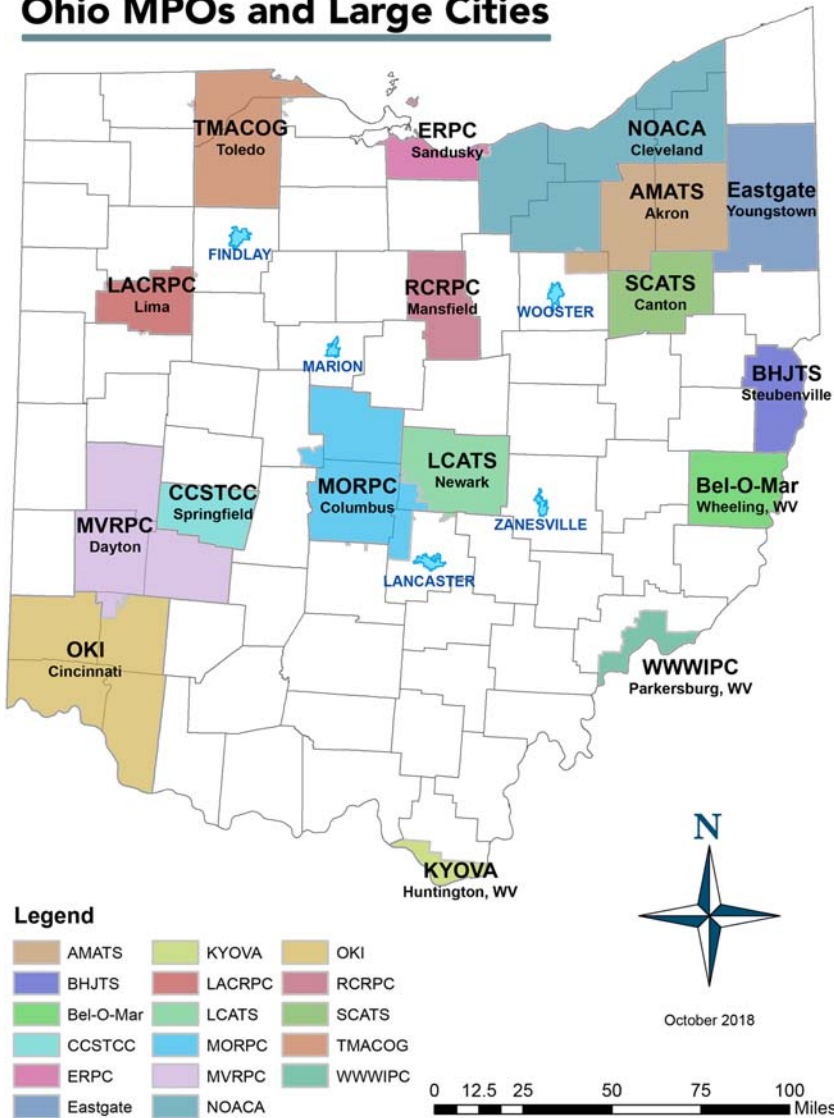 Ohio MPOs and Large Cities
TMACOG
Toledo
ERPC
Sandusky
NOACA
Cleveland
AMATS
Akron
Eastgate
Youngstown
FINDLAY
LACRPC
Lima
RCRPC
Mansfield
WOOSTER
SCATS
Canton
MARION
BHJTS
Steubenville
LCATS
Newark
CCSTCC
Springfield
MORPC
Columbus
Bel-O-Mar
Wheeling, WV
MVRPC
Dayton
ZANESVILLE
LANCASTER
OKI
Cincinnati
WWWIPC
Parkersburg, WV
KYOVA
Huntington, WV
N
October 2018
Legend
AMATS
BHJTS
Bel-O-Mar
CCSTCC
ERPC
Eastgate
KYOVA
LACRPC
LCATS
MORPC
MVRPC
NOACA
OKI
RCRPC
SCATS
TMACOG
WWWIPC
0 12.5 25 50 75 100
Miles